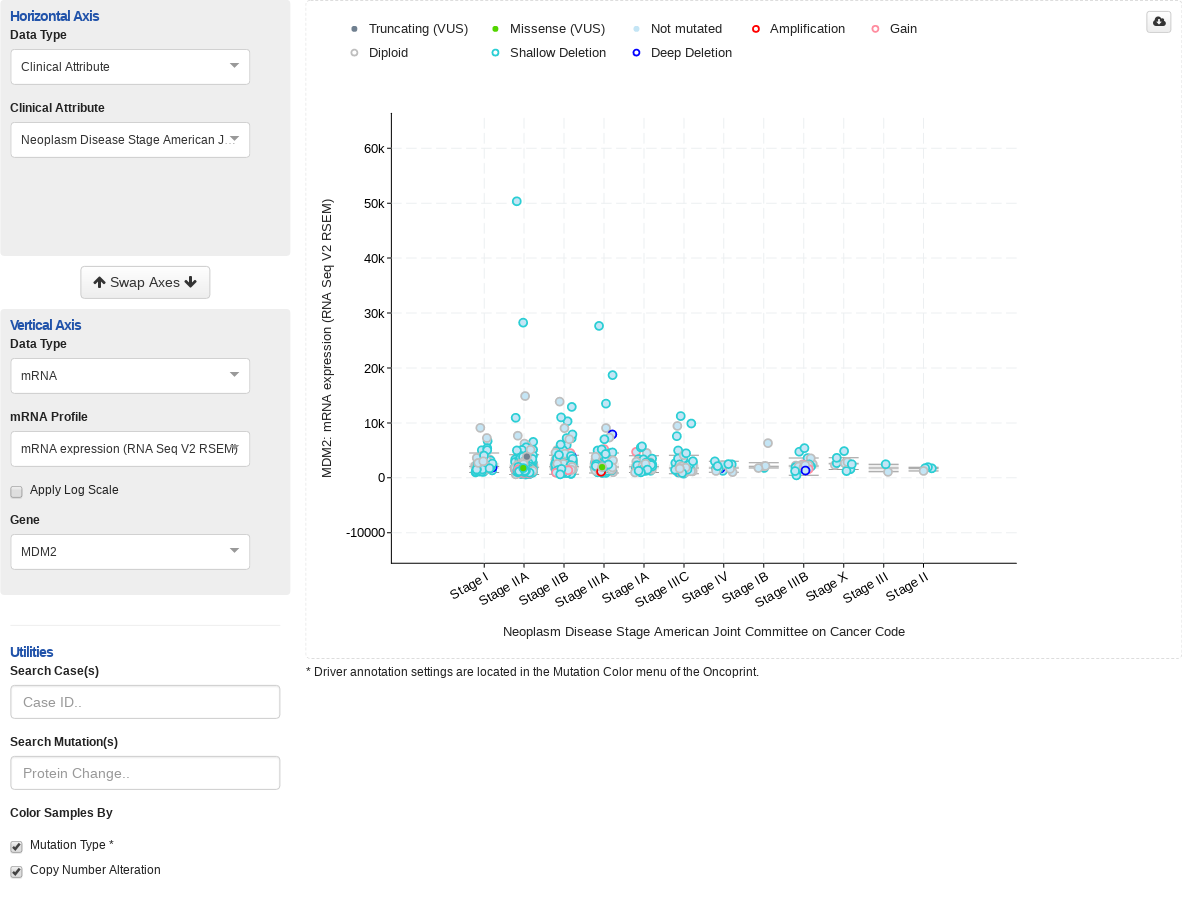 Horizontal Axis
Data Type
Clinical Attribute
Clinical Attribute
Neoplasm Disease Stage American J...
Swap Axes
Vertical Axis
Data Type
mRNA
mRNA Profile
mRNA expression (RNA Seq V2 RSEM)
Apply Log Scale
Gene
MDM2
Utilities
Search Case(s)
Case ID..
Search Mutation(s)
Protein Change..
Color Samples By
Mutation Type *
Copy Number Alteration
Truncating (VUS) Missense (VUS) Not mutated Amplification Gain
Diploid Shallow Deletion Deep Deletion
MDM2: mRNA expression (RNA Seq V2 RSEM)
60k
50k
40k
30k
20k
10k
0
-10000
Stage I Stage IIA Stage IIB Stage IIIA Stage IA Stage IIIC Stage IV Stage IB Stage IIIB Stage X Stage III Stage II
Neoplasm Disease Stage American Joint Committee on Cancer Code
* Driver annotation settings are located in the Mutation Color menu of the Oncoprint.